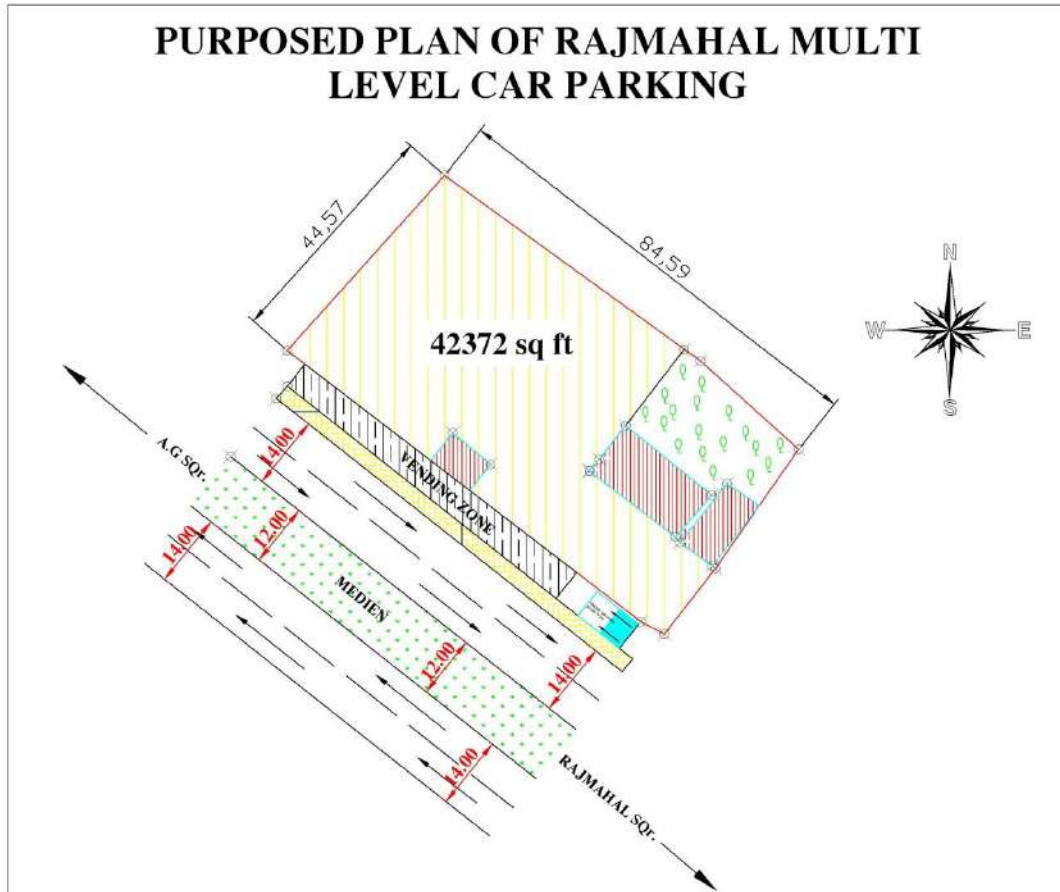 PURPOSED PLAN OF RAJMAHAL MULTI
LEVEL CAR PARKING
44,57
84,59
42372 sq ft
N
W
E
S
A.G SQr.
14.00
VENDING ZONE
12.00
14.00
MEDIEN
12.00
14.00
14.00
RAJMAHAL SQr.